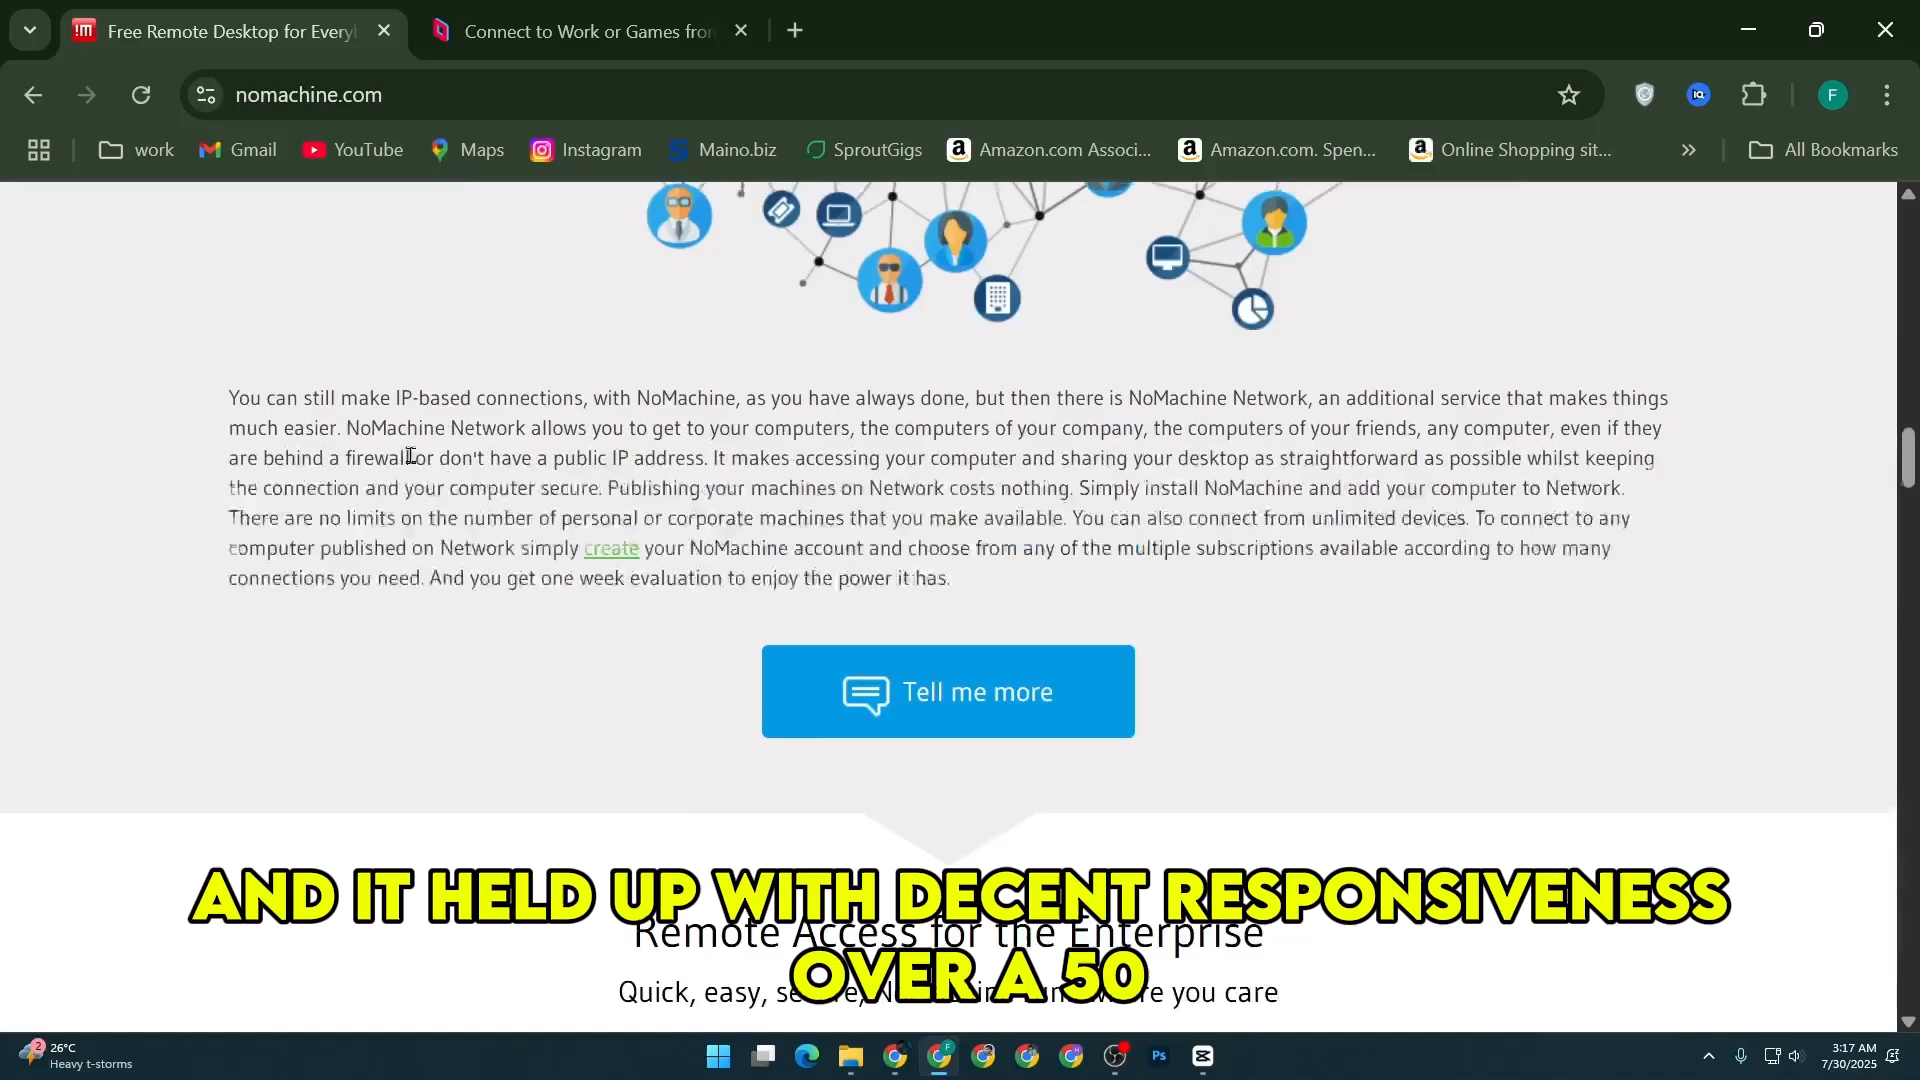 Free Remote Desktop for Everyb
Connect to Work or Games from
nomachine.com
F
work
Gmail
YouTube
Maps
Instagram
Maino.biz
SproutGigs
Amazon.com Associ...
Amazon.com. Spen...
Online Shopping sit...
All Bookmarks
You can still make IP-based connections, with NoMachine, as you have always done, but then there is NoMachine Network, an additional service that makes things
much easier. NoMachine Network allows you to get to your computers, the computers of your company, the computers of your friends, any computer, even if they
are behind a firewall or don't have a public IP address. It makes accessing your computer and sharing your desktop as straightforward as possible whilst keeping
the connection and your computer secure. Publishing your machines on Network costs nothing. Simply install NoMachine and add your computer to Network.
There are no limits on the number of personal or corporate machines that you make available. You can also connect from unlimited devices. To connect to any
computer published on Network simply create your NoMachine account and choose from any of the multiple subscriptions available according to how many
connections you need. And you get one week evaluation to enjoy the power it has.
Tell me more
AND IT HELD UP WITH DECENT RESPONSIVENESS
Remote Access for the Enterprise
OVER A 50
Quick, easy, secure, you care
2
26°C
Heavy t-storms
Ps
3:17 AM
7/30/2025